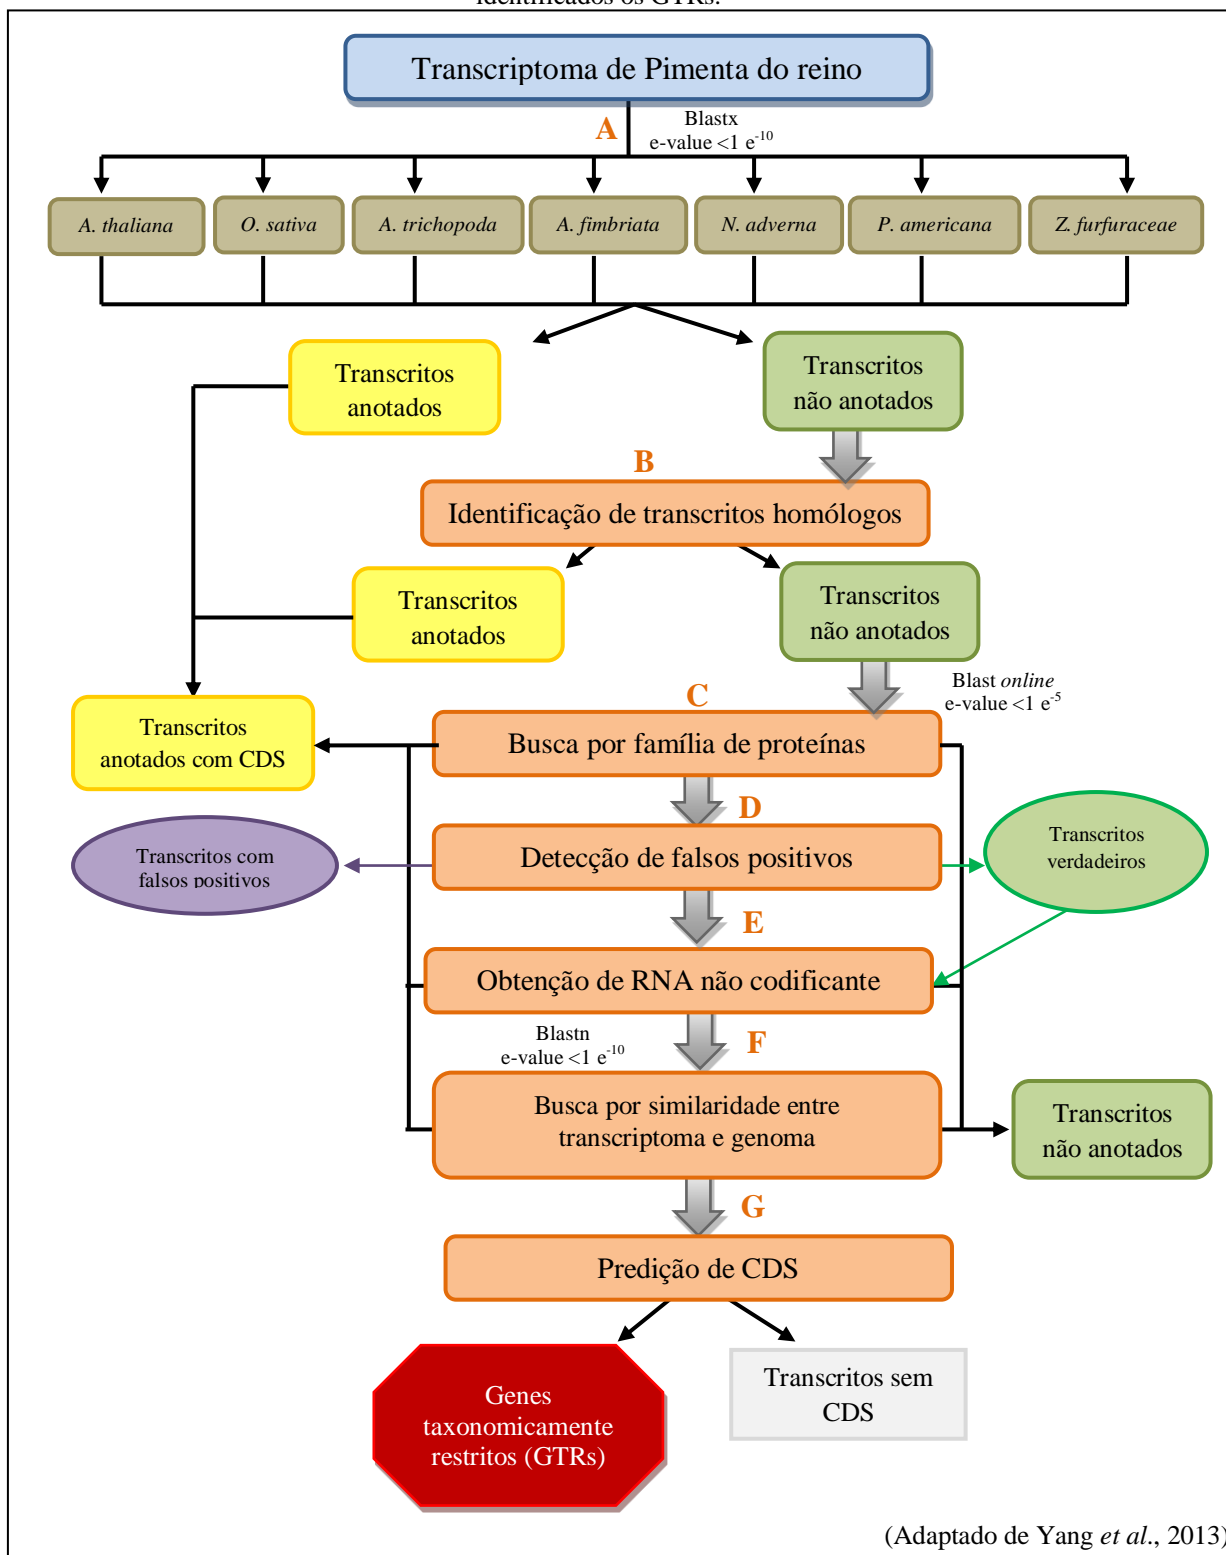 identificados os GTRs.
Transcriptoma de Pimenta do reino
A
Blastx
e-value <1 e-10
A. thaliana
O. sativa
A. trichopoda
A. fimbriata
N. adverna
P. americana
Z. furfuraceae
Transcritos
anotados
Transcritos
não anotados
B
Identificação de transcritos homólogos
Transcritos
anotados
Transcritos
não anotados
Blast online
e-value <1 e-5
C
Transcritos
anotados com CDS
Busca por família de proteínas
D
Transcritos com
falsos positivos
Detecção de falsos positivos
Transcritos
verdadeiros
E
Obtenção de RNA não codificante
Blastn
e-value <1 e-10
F
Busca por similaridade entre
transcriptoma e genoma
Transcritos
não anotados
G
Predição de CDS
Genes
taxonomicamente
restritos (GTRs)
Transcritos sem
CDS
(Adaptado de Yang et al., 2013)